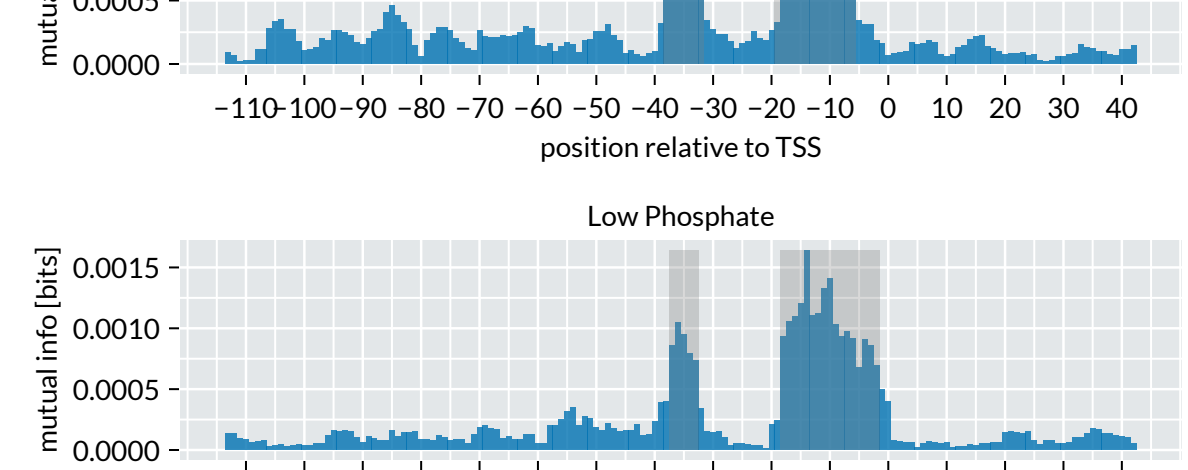 0.0005
0.0000
−110 −100 −90 −80 −70 −60 −50 −40 −30 −20 −10 0 10 20 30 40
position relative to TSS
Low Phosphate
mutual info [bits]
0.0015
0.0010
0.0005
0.0000